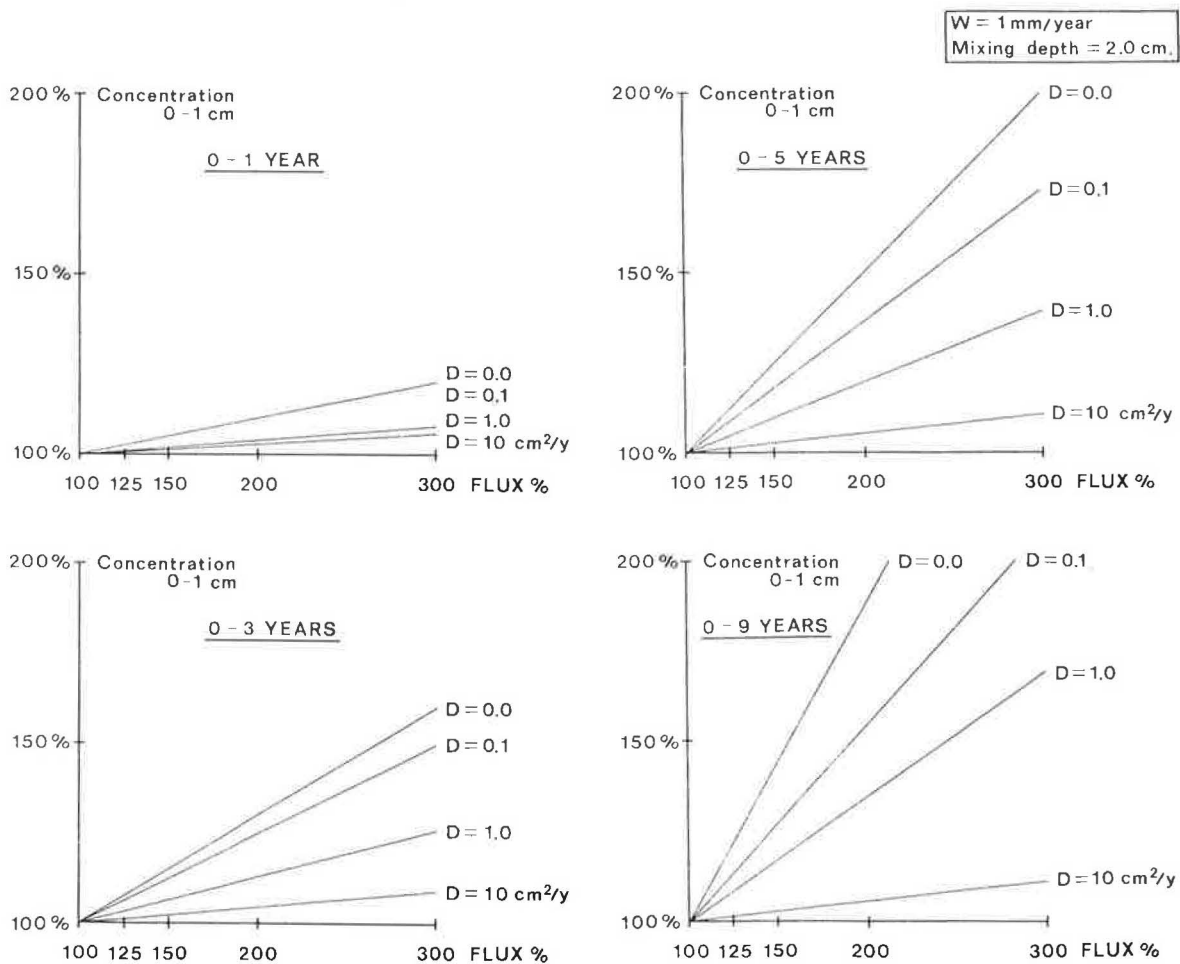 W = 1mm/year
Mixing depth = 2.0 cm.
200 % Concentration
0-1 cm
0 - 1 YEAR
150 %
D = 0.0
D = 0,1
D = 1.0
D = 10 cm²/y
100 %
100 125 150 200 300 FLUX %
200 % Concentration
0-1 cm
D = 0.0
0 - 5 YEARS
D = 0,1
150 %
D = 1.0
D = 10 cm²/y
100 %
100 125 150 200 300 FLUX %
200 % Concentration
0-1 cm
0 - 3 YEARS
D = 0.0
150 %
D = 0.1
D = 1.0
D = 10 cm²/y
100 %
100 125 150 200 300 FLUX %
200 % Concentration
0-1 cm
D = 0.0
D = 0.1
0 - 9 YEARS
D = 1.0
150 %
D = 10 cm²/y
100 %
100 125 150 200 300 FLUX %